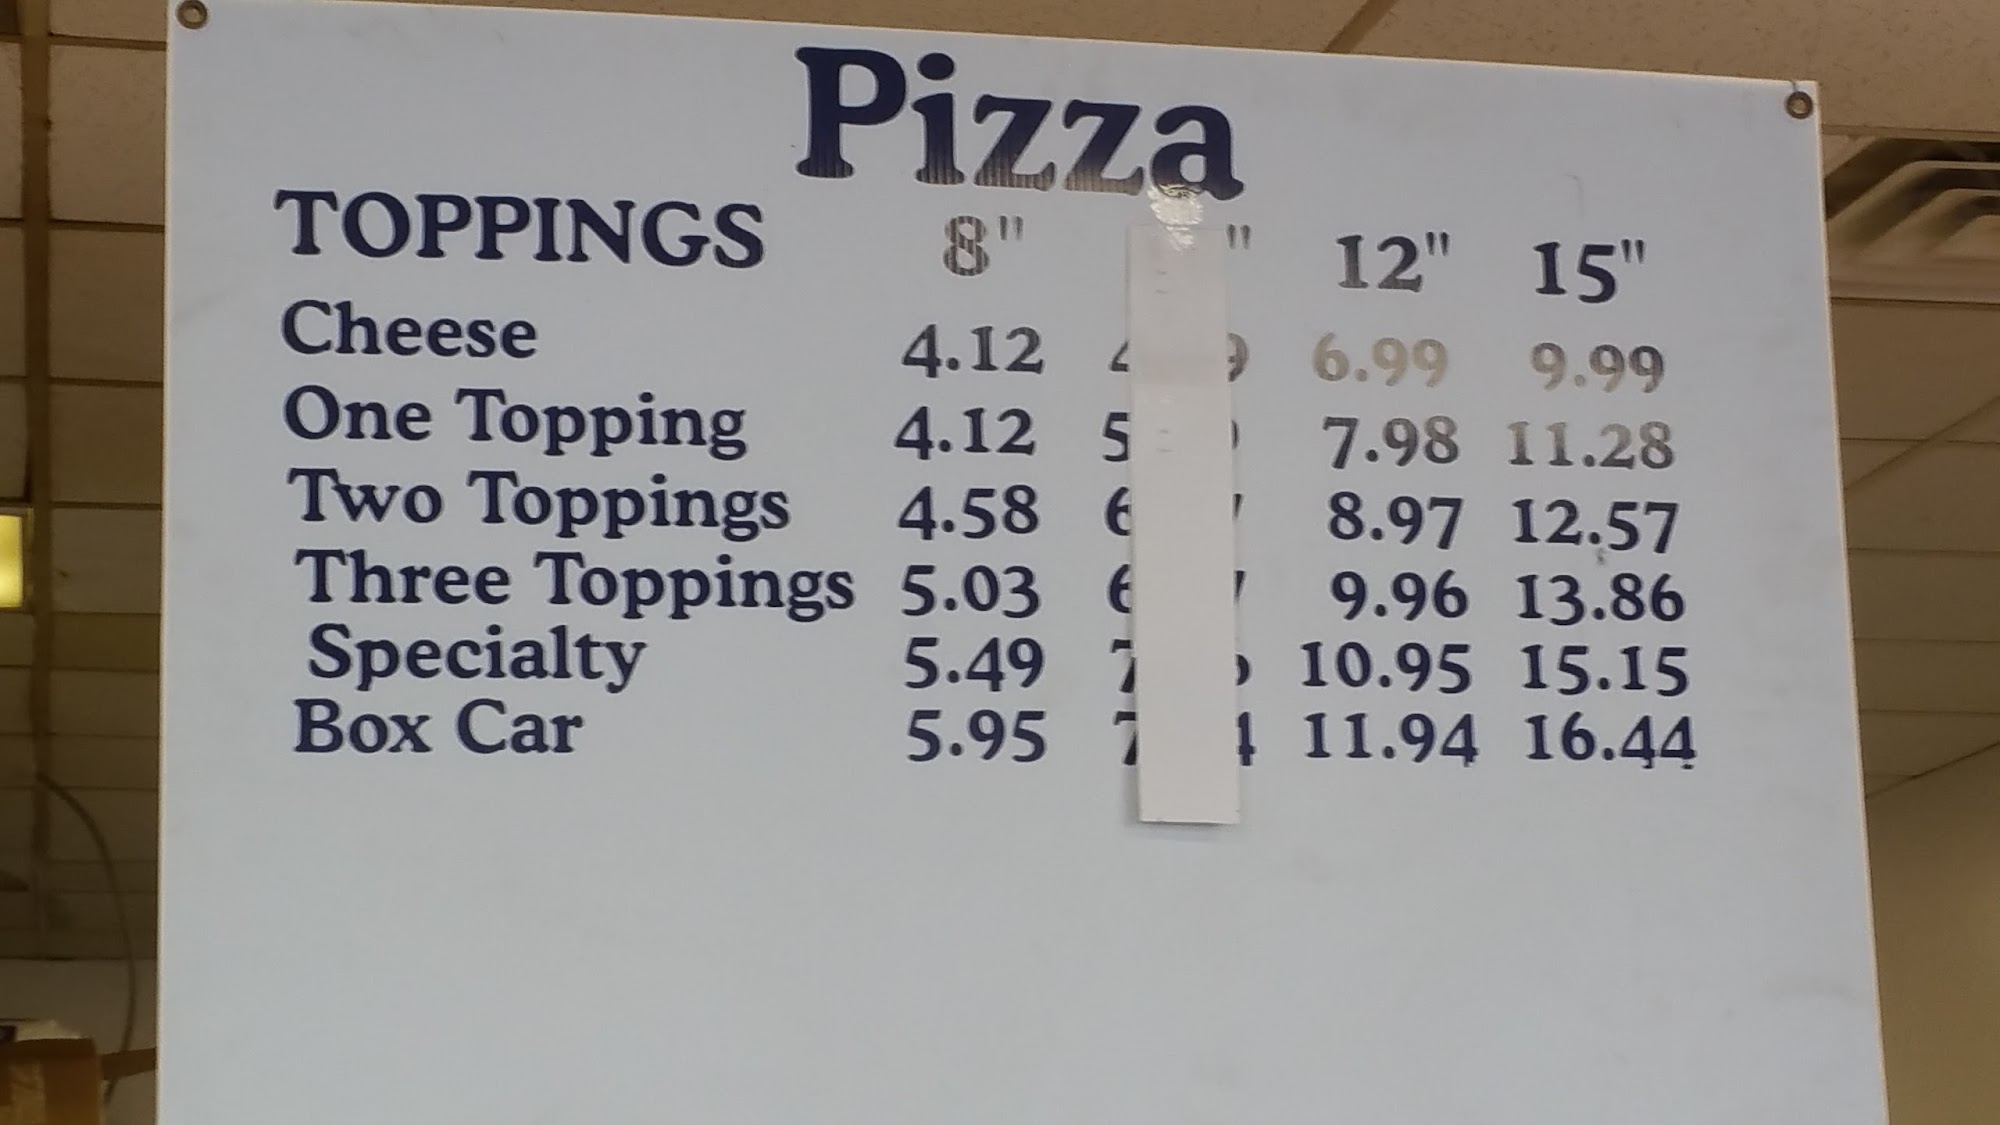 Pizza
TOPPINGS 8" " 12" 15"
Cheese 4.12 6.99 9.99
One Topping 4.12 7.98 11.28
Two Toppings 4.58 8.97 12.57
Three Toppings 5.03 9.96 13.86
Specialty 5.49 10.95 15.15
Box Car 5.95 11.94 16.44